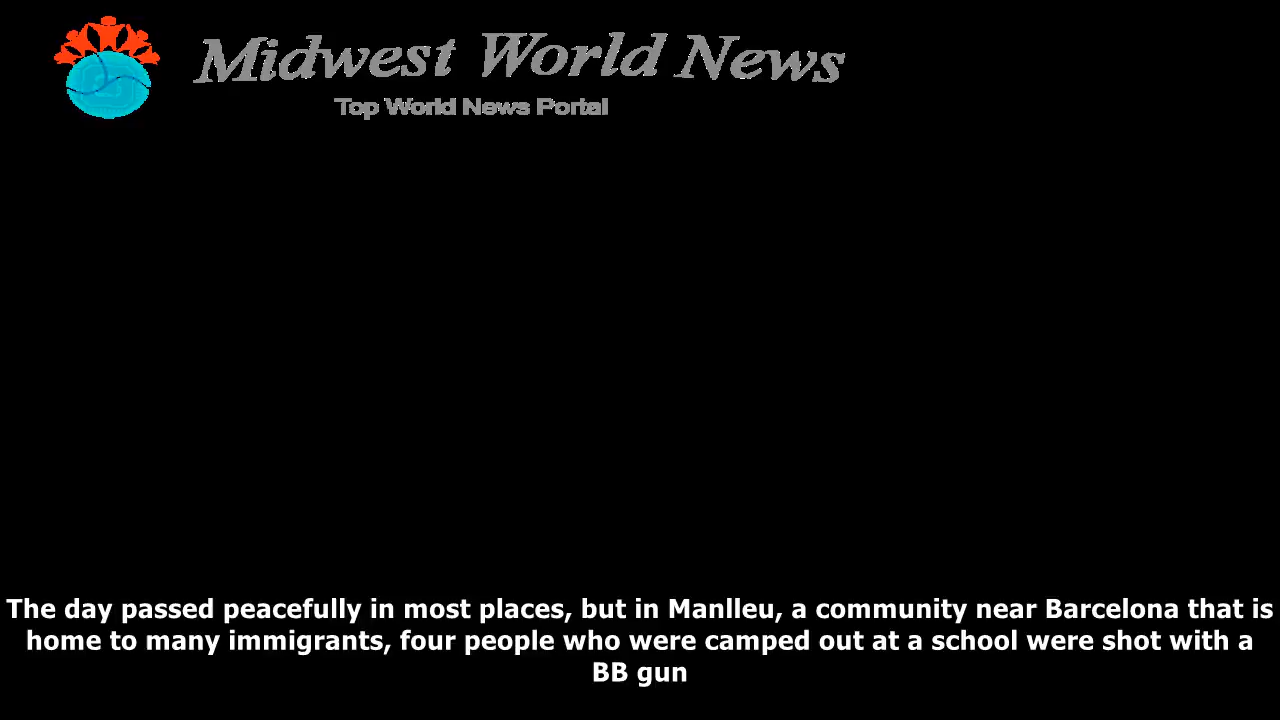 Midwest World News
Top World News Portal
The day passed peacefully in most places, but in Manlleu, a community near Barcelona that is
home to many immigrants, four people who were camped out at a school were shot with a
BB gun